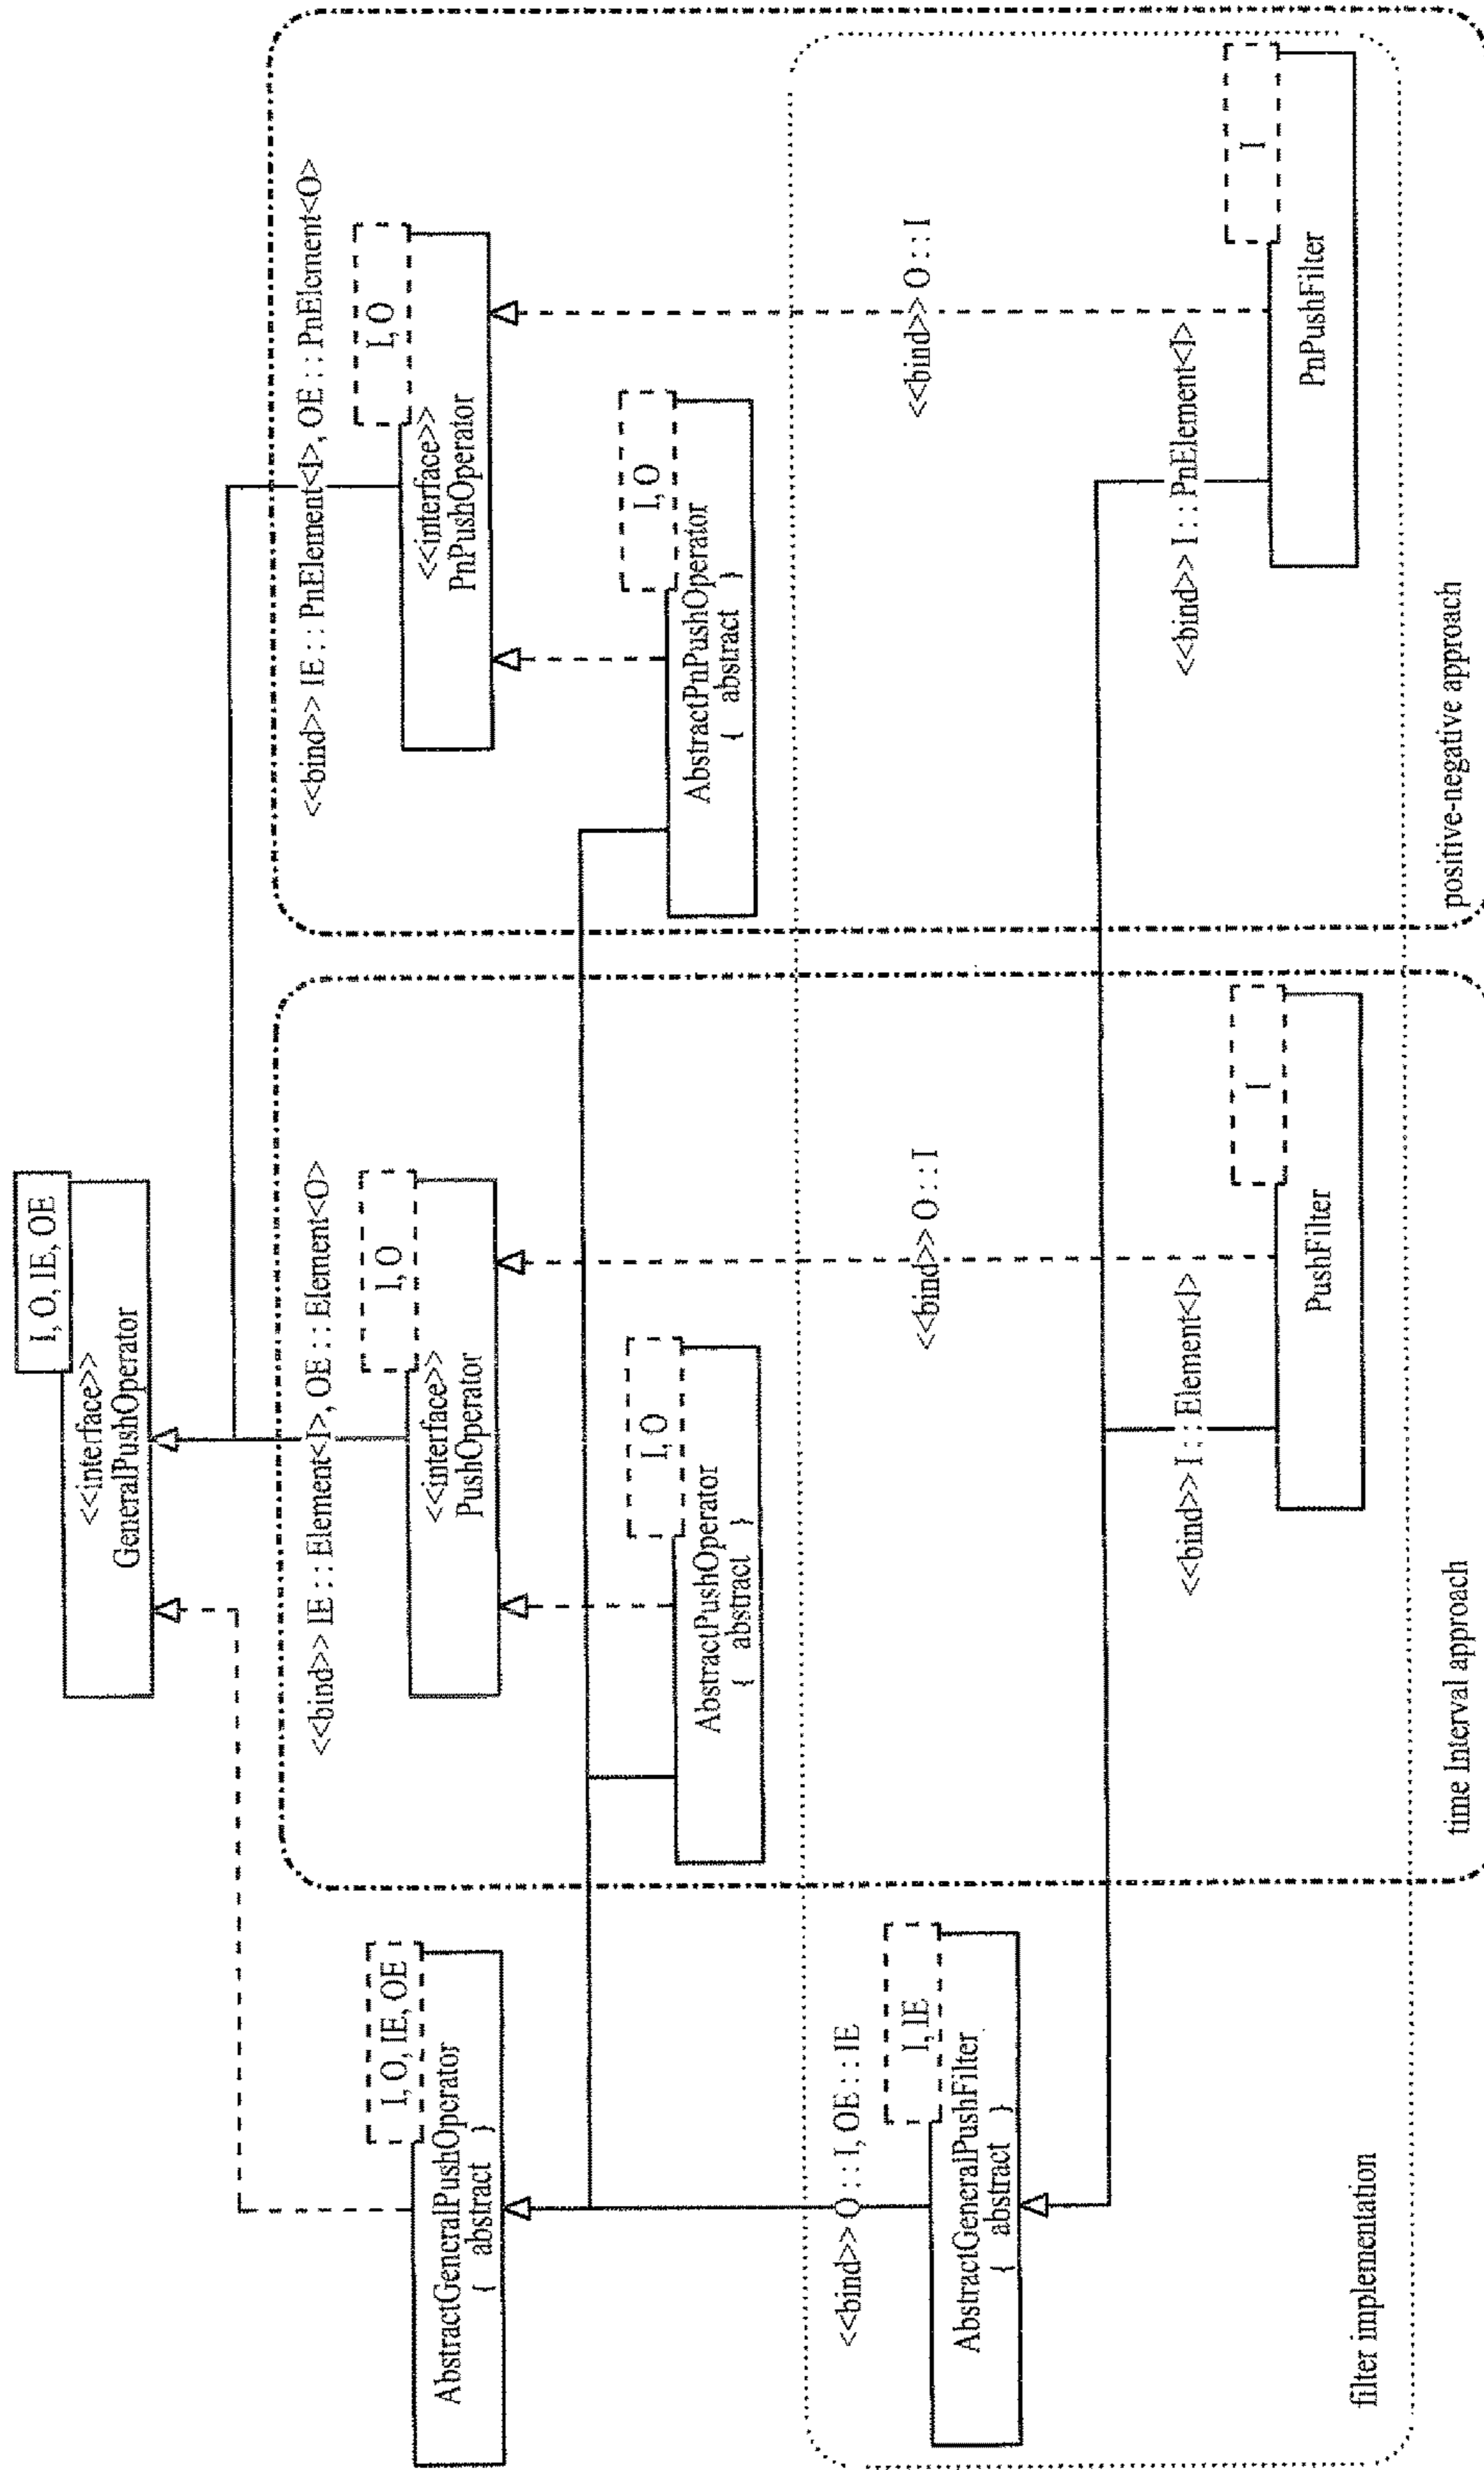 I, O, IE, OE
<<interface>>
GeneralPushOperator
I, O, IE, OE
AbstractGeneralPushOperator
{ abstract }
<<bind>> IE : : Element<I>, OE : : Element<O>
I, O
<<interface>>
PushOperator
<<bind>> IE : : PnElement<I>, OE : : PnElement<O>
I, O
<<interface>>
PnPushOperator
I, O
AbstractPushOperator
{ abstract }
I, O
AbstractPnPushOperator
{ abstract }
<<bind>> O : : I, OE : : IE
I, IE
AbstractGeneralPushFilter
{ abstract }
<<bind>> O : : I
<<bind>> O : : I
<<bind>> I : : Element<I>
I
PushFilter
<<bind>> I : : PnElement<I>
I
PnPushFilter
filter implementation
time Interval approach
positive-negative approach